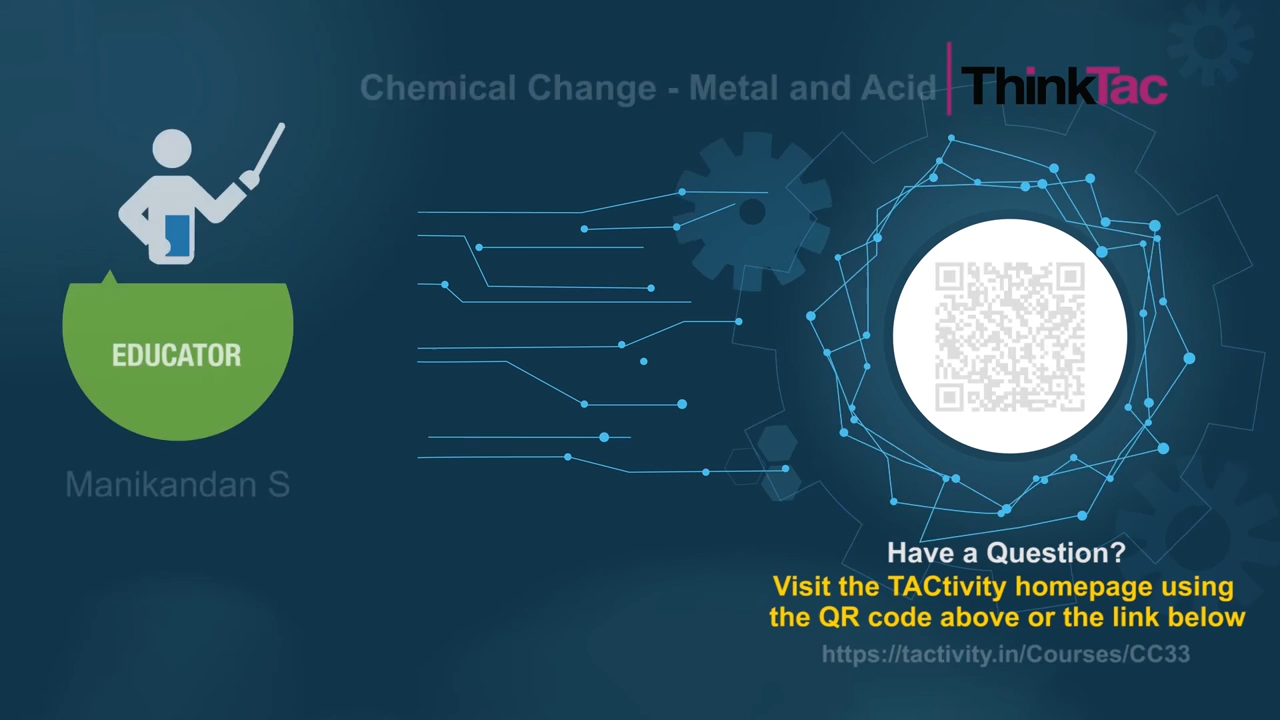 Chemical Change - Metal and Acid
ThinkTac
EDUCATOR
Manikandan S
Have a Question?
Visit the TACtivity homepage using
the QR code above or the link below
https://tactivity.in/Courses/CC33